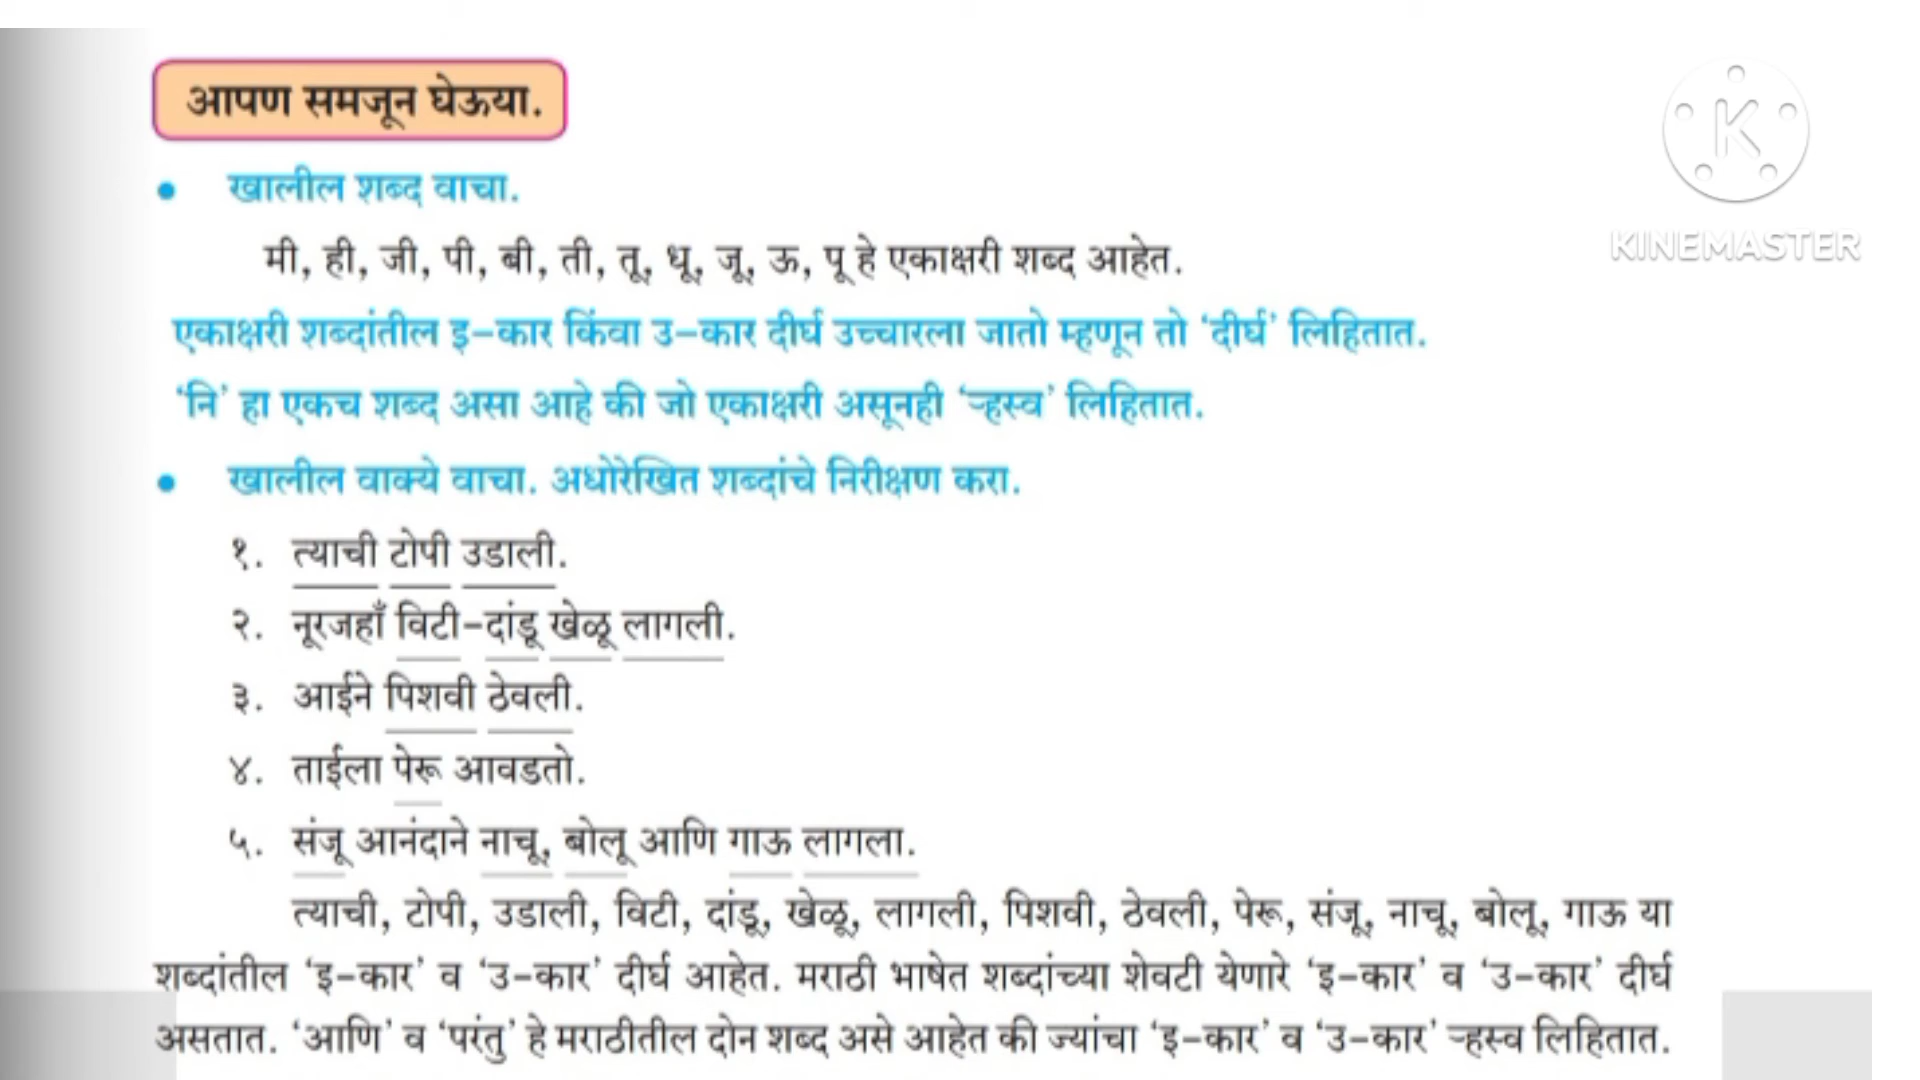 आपण समजून घेऊया.
K
KINEMASTER
• खालील शब्द वाचा.
मी, ही, जी, पी, बी, ती, तू, धू, जू, ऊ, पू हे एकाक्षरी शब्द आहेत.
एकाक्षरी शब्दांतील इ-कार किंवा उ-कार दीर्घ उच्चारला जातो म्हणून तो ‘दीर्घ’ लिहितात.
‘नि’ हा एकच शब्द असा आहे की जो एकाक्षरी असूनही ‘ऱ्हस्व’ लिहितात.
• खालील वाक्ये वाचा. अधोरेखित शब्दांचे निरीक्षण करा.
१. त्याची टोपी उडाली.
२. नूरजहाँ विटी-दांडू खेळू लागली.
३. आईने पिशवी ठेवली.
४. ताईला पेरू आवडतो.
५. संजू आनंदाने नाचू, बोलू आणि गाऊ लागला.
त्याची, टोपी, उडाली, विटी, दांडू, खेळू, लागली, पिशवी, ठेवली, पेरू, संजू, नाचू, बोलू, गाऊ या
शब्दांतील ‘इ-कार’ व ‘उ-कार’ दीर्घ आहेत. मराठी भाषेत शब्दांच्या शेवटी येणारे ‘इ-कार’ व ‘उ-कार’ दीर्घ
असतात. ‘आणि’ व ‘परंतु’ हे मराठीतील दोन शब्द असे आहेत की ज्यांचा ‘इ-कार’ व ‘उ-कार’ ऱ्हस्व लिहितात.